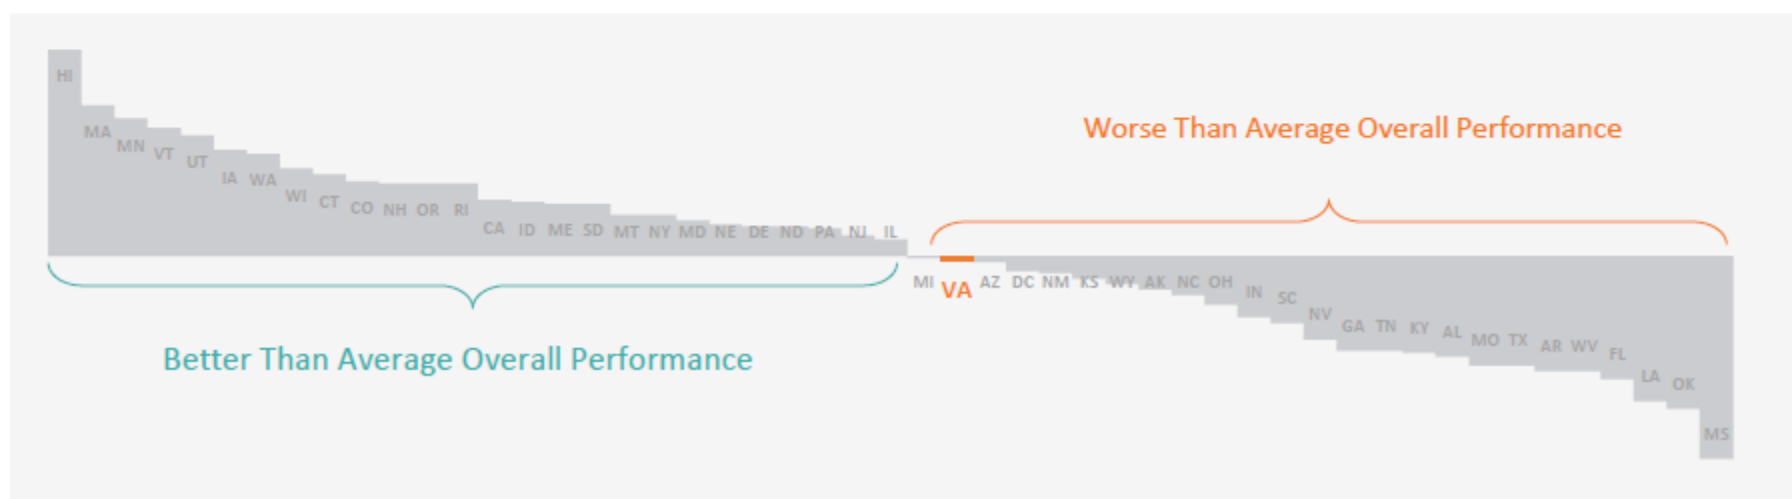 HI
MA
MN
VT
UT
IA
WA
WI
CT
CO
NH
OR
RI
CA
ID
ME
SD
MT
NY
MD
NE
DE
ND
PA
NJ
IL
Better Than Average Overall Performance
Worse Than Average Overall Performance
MI
VA
AZ
DC
NM
KS
WY
AK
NC
OH
IN
SC
NV
GA
TN
KY
AL
MO
TX
AR
WV
FL
LA
OK
MS